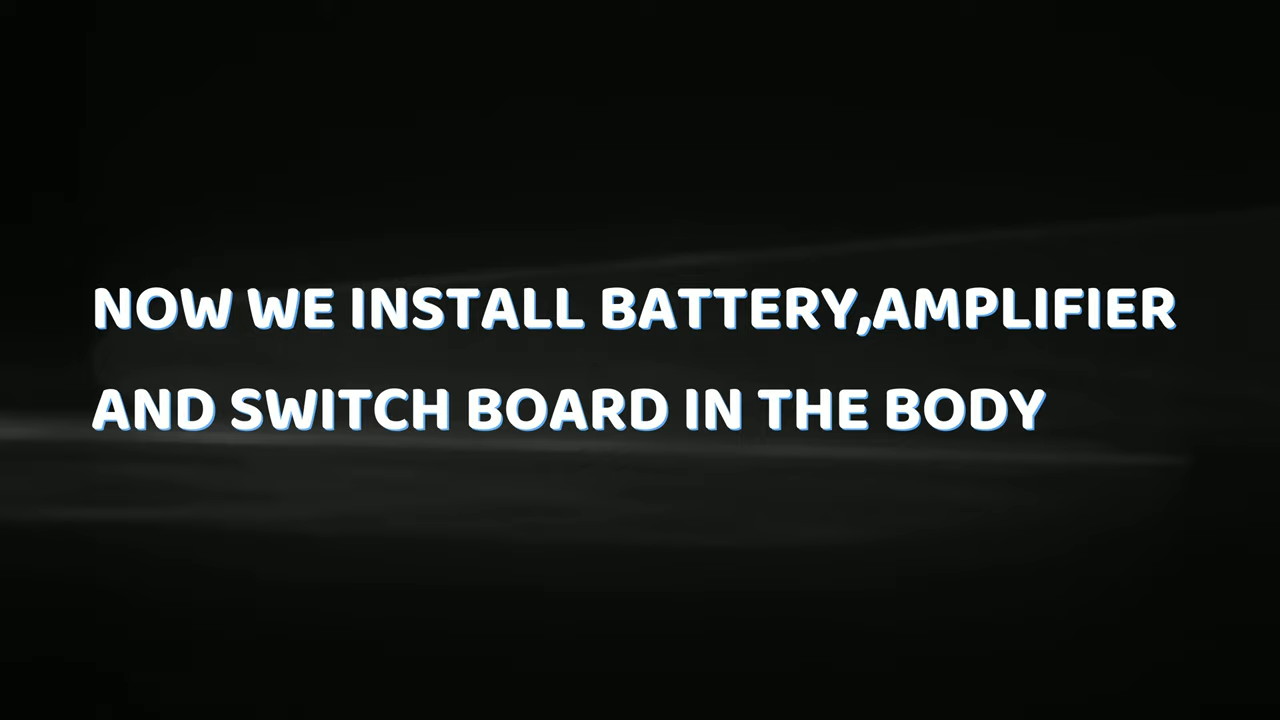 NOW WE INSTALL BATTERY,AMPLIFIER
AND SWITCH BOARD IN THE BODY